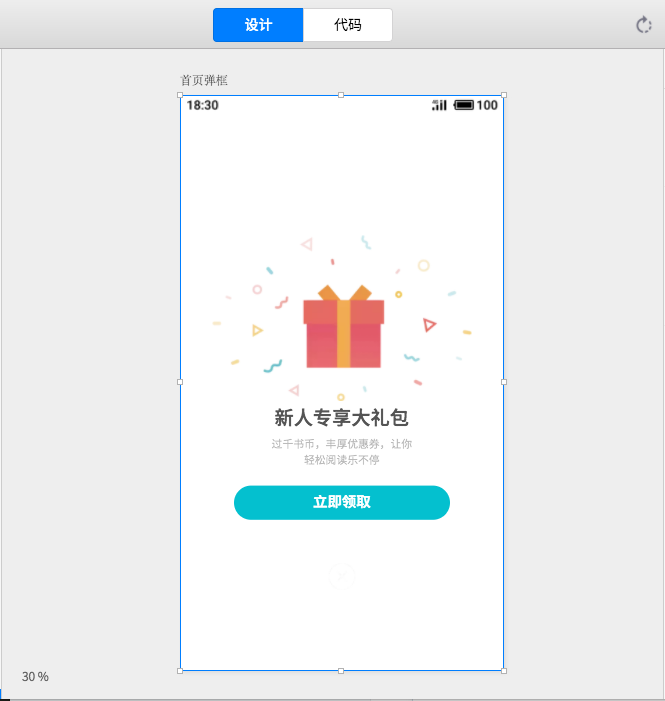 设计
代码
首页弹框
18:30
100
新人专享大礼包
过千书币，丰厚优惠券，让你
轻松阅读乐不停
立即领取
30 %